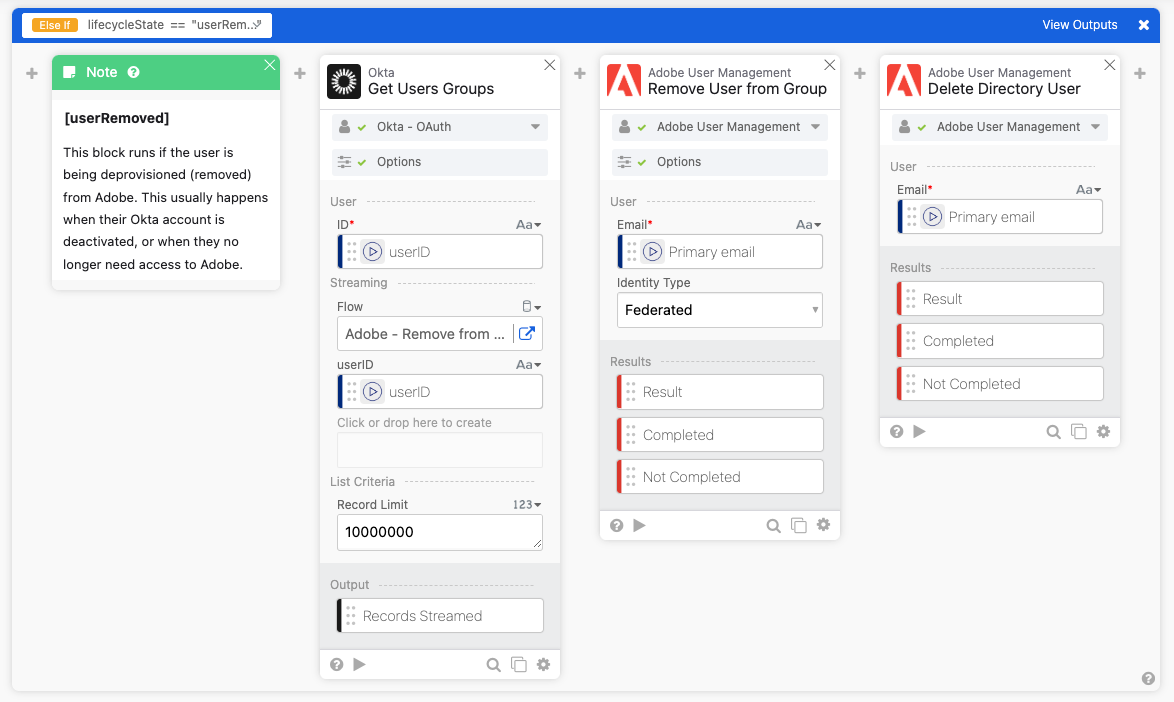 Else If lifecycleState == "userRem...
View Outputs
Note
[userRemoved]
This block runs if the user is
being deprovisioned (removed)
from Adobe. This usually happens
when their Okta account is
deactivated, or when they no
longer need access to Adobe.
Okta
Get Users Groups
Okta - OAuth
Options
User
ID*
Aa
userID
Streaming
Flow
Adobe - Remove from ...
userID
Aa
userID
Click or drop here to create
List Criteria
Record Limit
123
10000000
Output
Records Streamed
Adobe User Management
Remove User from Group
Adobe User Management
Options
User
Email*
Aa
Primary email
Identity Type
Federated
Results
Result
Completed
Not Completed
Adobe User Management
Delete Directory User
Adobe User Management
User
Email*
Aa
Primary email
Results
Result
Completed
Not Completed